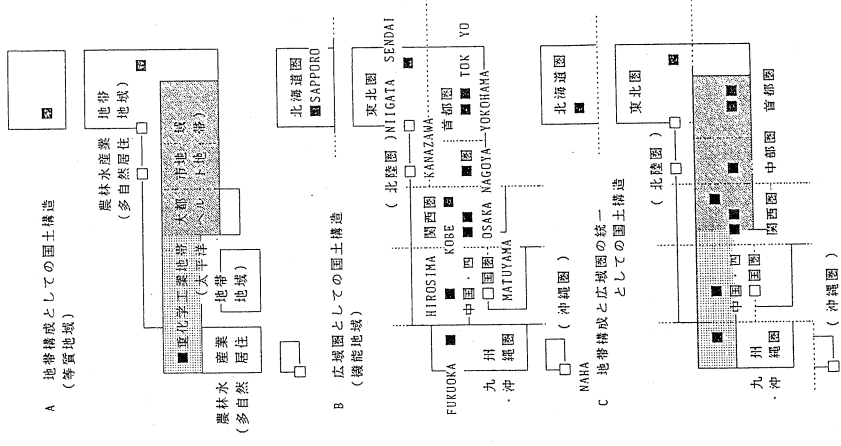 A 地帯構成としての国土構造
(等質地域)
農林水産業 地帯
(多自然居住 地域)
大都市地域
ベルト地(帯)
重化学工業地帯
(太平洋
農林水 産業 地帯
(多自然 居住 地域)
B 広域圏としての国土構造
(機能地域)
北海道圏
SAPPORO
東北圏
SENDAI
(北陸圏)NIIGATA
KANAZAWA
首都圏
TOKYO
YOKOHAMA
NAGOYA 圏
関西圏
KOBE
OSAKA
HIROSIMA
中国・四
国圏
MATUYAMA
FUKUOKA
九州
・沖縄圏
(沖縄圏)
NAHA
C 地帯構成と広域圏の統一
としての国土構造
北海道圏
東北圏
(北陸圏)
首都圏
中部圏
関西圏
中国・四
国圏
九州
・沖縄圏
(沖縄圏)